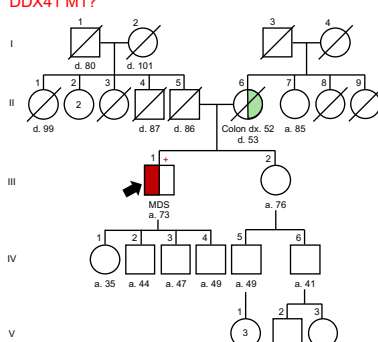 DDX41 M1?
1 2 3 4
I
d. 80 d. 101
1 2 3 4 5 6 7 8 9
II
2
d. 99 d. 87 d. 86 Colon dx. 52 a. 85
d. 53
1 + 2
III
MDS
a. 73 a. 76
1 2 3 4 5 6
IV
a. 35 a. 44 a. 47 a. 49 a. 49 a. 41
1 2 3
V
3